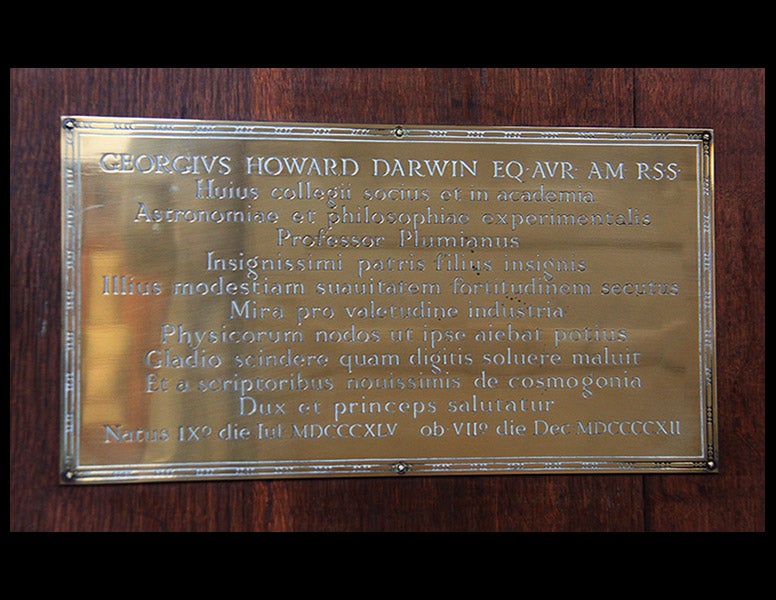 GEORGIVS HOWARD DARWIN EQ·AVR· AM· RSS·
Huius collegii socius et in academia
Astronomiae et philosophiae experimentalis
Professor Plumianus
Insignissimi patris filius insignis
Illius modestiam suauitatem fortitudinem secutus
Mira pro valetudine industria
Physicorum nodos ut ipse aiebat potius
Gladio scindere quam digitis soluere maluit
Et a scriptoribus nouissimis de cosmogonia
Dux et princeps salutatur
Natus IXº die Iul· MDCCCXLV ob· VIIº die Dec· MDCCCCXII